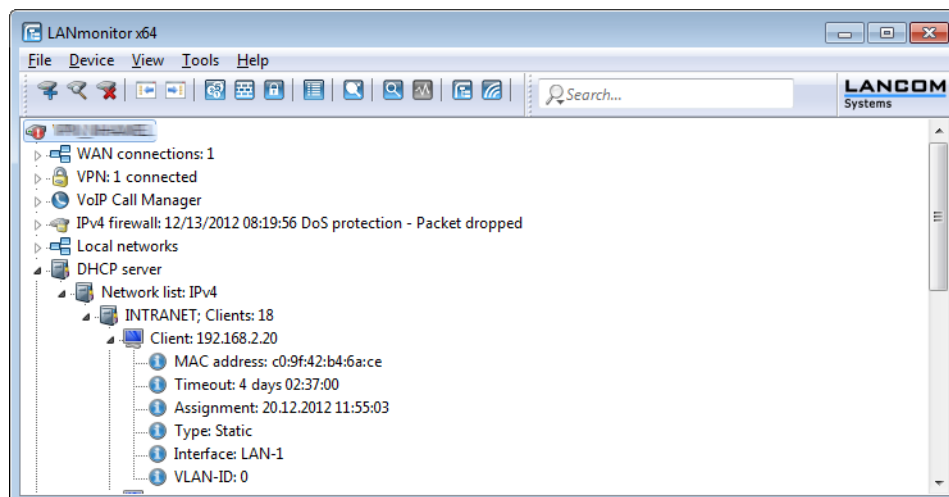 LANmonitor x64
File Device View Tools Help
Search...
LANCOM
Systems
WAN connections: 1
VPN: 1 connected
VoIP Call Manager
IPv4 firewall: 12/13/2012 08:19:56 DoS protection - Packet dropped
Local networks
DHCP server
Network list: IPv4
INTRANET; Clients: 18
Client: 192.168.2.20
MAC address: c0:9f:42:b4:6a:ce
Timeout: 4 days 02:37:00
Assignment: 20.12.2012 11:55:03
Type: Static
Interface: LAN-1
VLAN-ID: 0